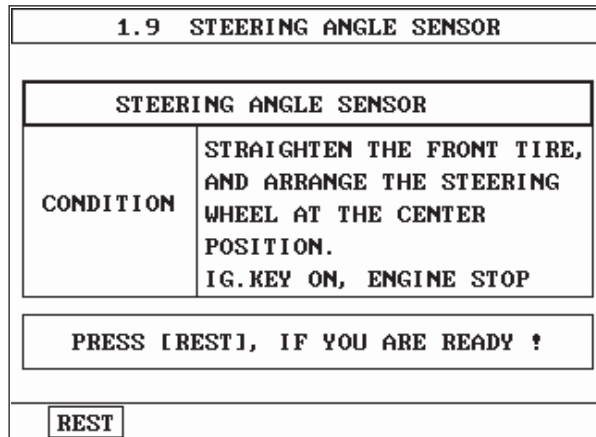 1.9 STEERING ANGLE SENSOR
STEERING ANGLE SENSOR
CONDITION
STRAIGHTEN THE FRONT TIRE,
AND ARRANGE THE STEERING
WHEEL AT THE CENTER
POSITION.
IG.KEY ON, ENGINE STOP
PRESS [REST], IF YOU ARE READY !
REST